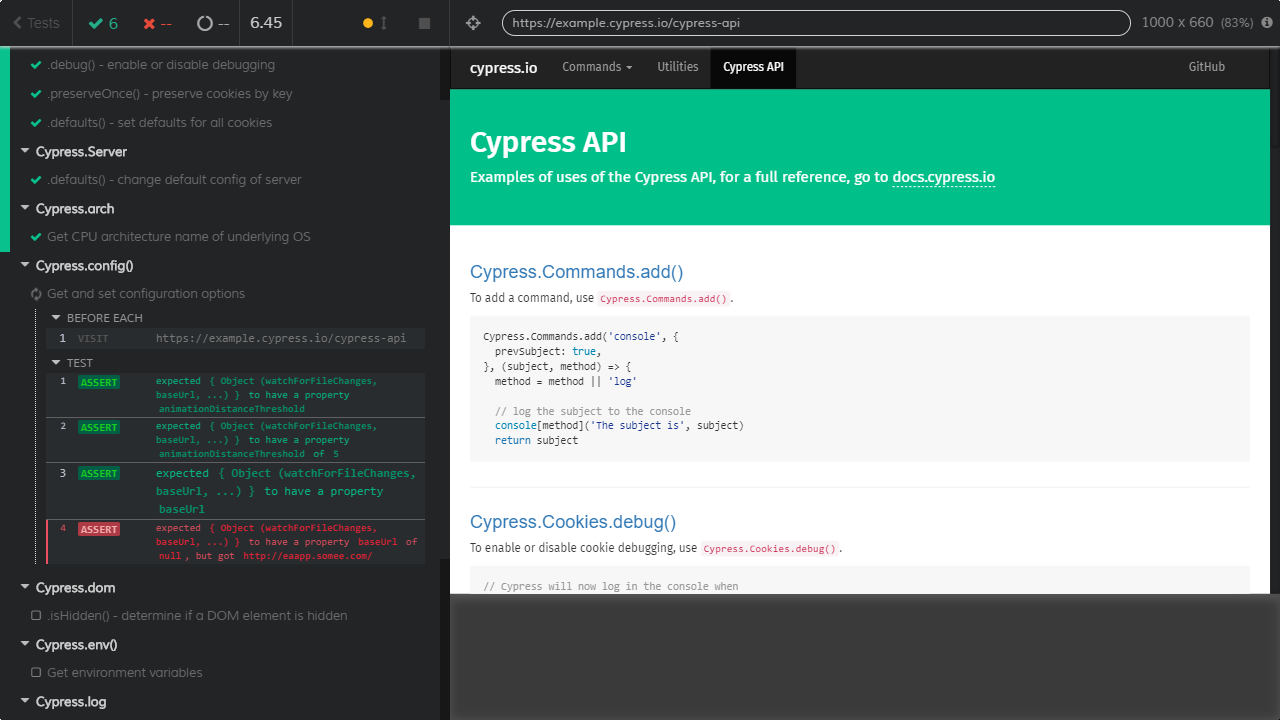 Tests
6
--
--
6.45
https://example.cypress.io/cypress-api
1000 x 660 (83%)
.debug() - enable or disable debugging
.preserveOnce() - preserve cookies by key
.defaults() - set defaults for all cookies
Cypress.Server
.defaults() - change default config of server
Cypress.arch
Get CPU architecture name of underlying OS
Cypress.config()
Get and set configuration options
BEFORE EACH
1 VISIT https://example.cypress.io/cypress-api
TEST
1 ASSERT expected { Object (watchForFileChanges,
baseUrl, ...) } to have a property
animationDistanceThreshold
2 ASSERT expected { Object (watchForFileChanges,
baseUrl, ...) } to have a property
animationDistanceThreshold of 5
3 ASSERT expected { Object (watchForFileChanges,
baseUrl, ...) } to have a property
baseUrl
4 ASSERT expected { Object (watchForFileChanges,
baseUrl, ...) } to have a property baseUrl of
null, but got http://eaapp.somee.com/
Cypress.dom
.isHidden() - determine if a DOM element is hidden
Cypress.env()
Get environment variables
Cypress.log
cypress.io Commands Utilities Cypress API GitHub
Cypress API
Examples of uses of the Cypress API, for a full reference, go to docs.cypress.io
Cypress.Commands.add()
To add a command, use Cypress.Commands.add().
Cypress.Commands.add('console', {
prevSubject: true,
}, (subject, method) => {
method = method || 'log'
// log the subject to the console
console[method]('The subject is', subject)
return subject
Cypress.Cookies.debug()
To enable or disable cookie debugging, use Cypress.Cookies.debug().
// Cypress will now log in the console when